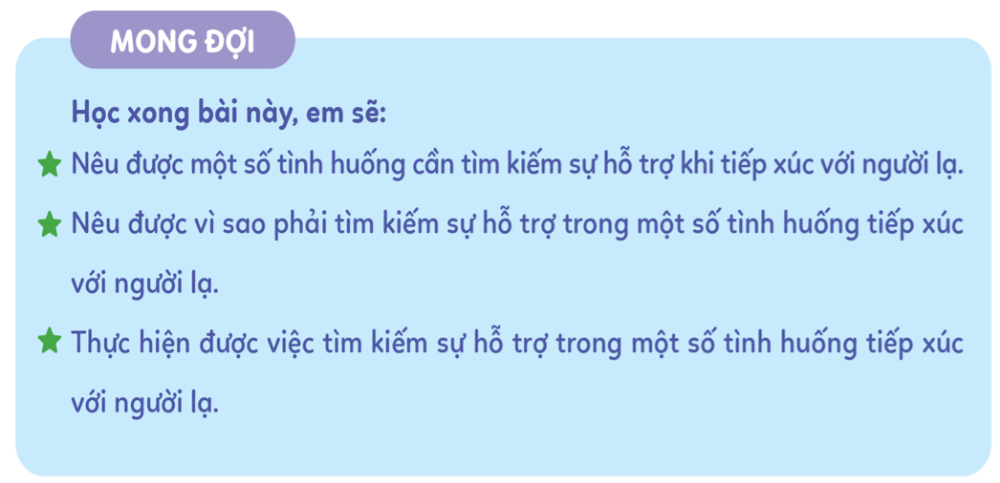 MONG ĐỢI
Học xong bài này, em sẽ:
Nêu được một số tình huống cần tìm kiếm sự hỗ trợ khi tiếp xúc với người lạ.
Nêu được vì sao phải tìm kiếm sự hỗ trợ trong một số tình huống tiếp xúc
với người lạ.
Thực hiện được việc tìm kiếm sự hỗ trợ trong một số tình huống tiếp xúc
với người lạ.